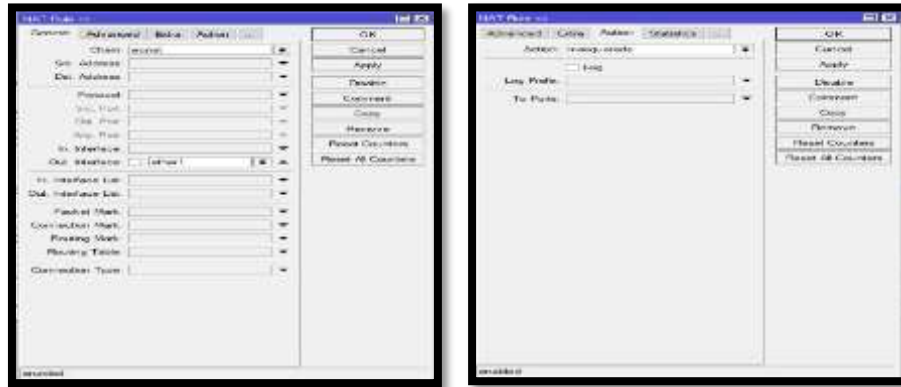 NAT Rule <>
General Advanced Extra Action ...
Chain: srcnat
Src. Address:
Dst. Address:
Protocol:
Src. Port:
Dst. Port:
Any. Port:
In. Interface:
Out. Interface: ether1
In. Interface List:
Out. Interface List:
Packet Mark:
Connection Mark:
Routing Mark:
Routing Table:
Connection Type:
OK
Cancel
Apply
Disable
Comment
Copy
Remove
Reset Counters
Reset All Counters
enabled
NAT Rule <>
Advanced Extra Action Statistics ...
Action: masquerade
Log
Log Prefix:
To Ports:
OK
Cancel
Apply
Disable
Comment
Copy
Remove
Reset Counters
Reset All Counters
enabled